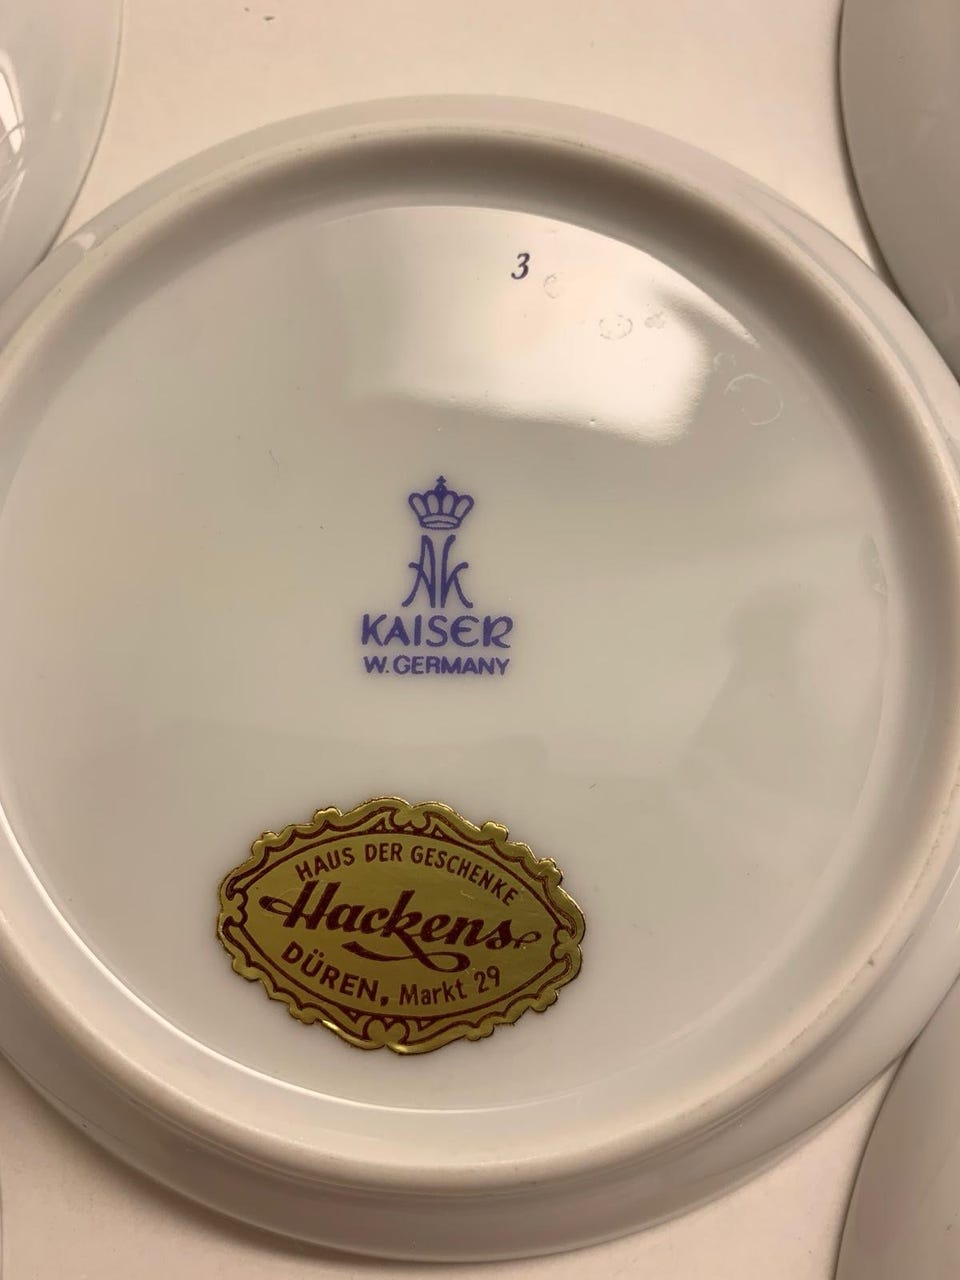 3
AK
KAISER
W. GERMANY
HAUS DER GESCHENKE
Hackens
DÜREN, Markt 29